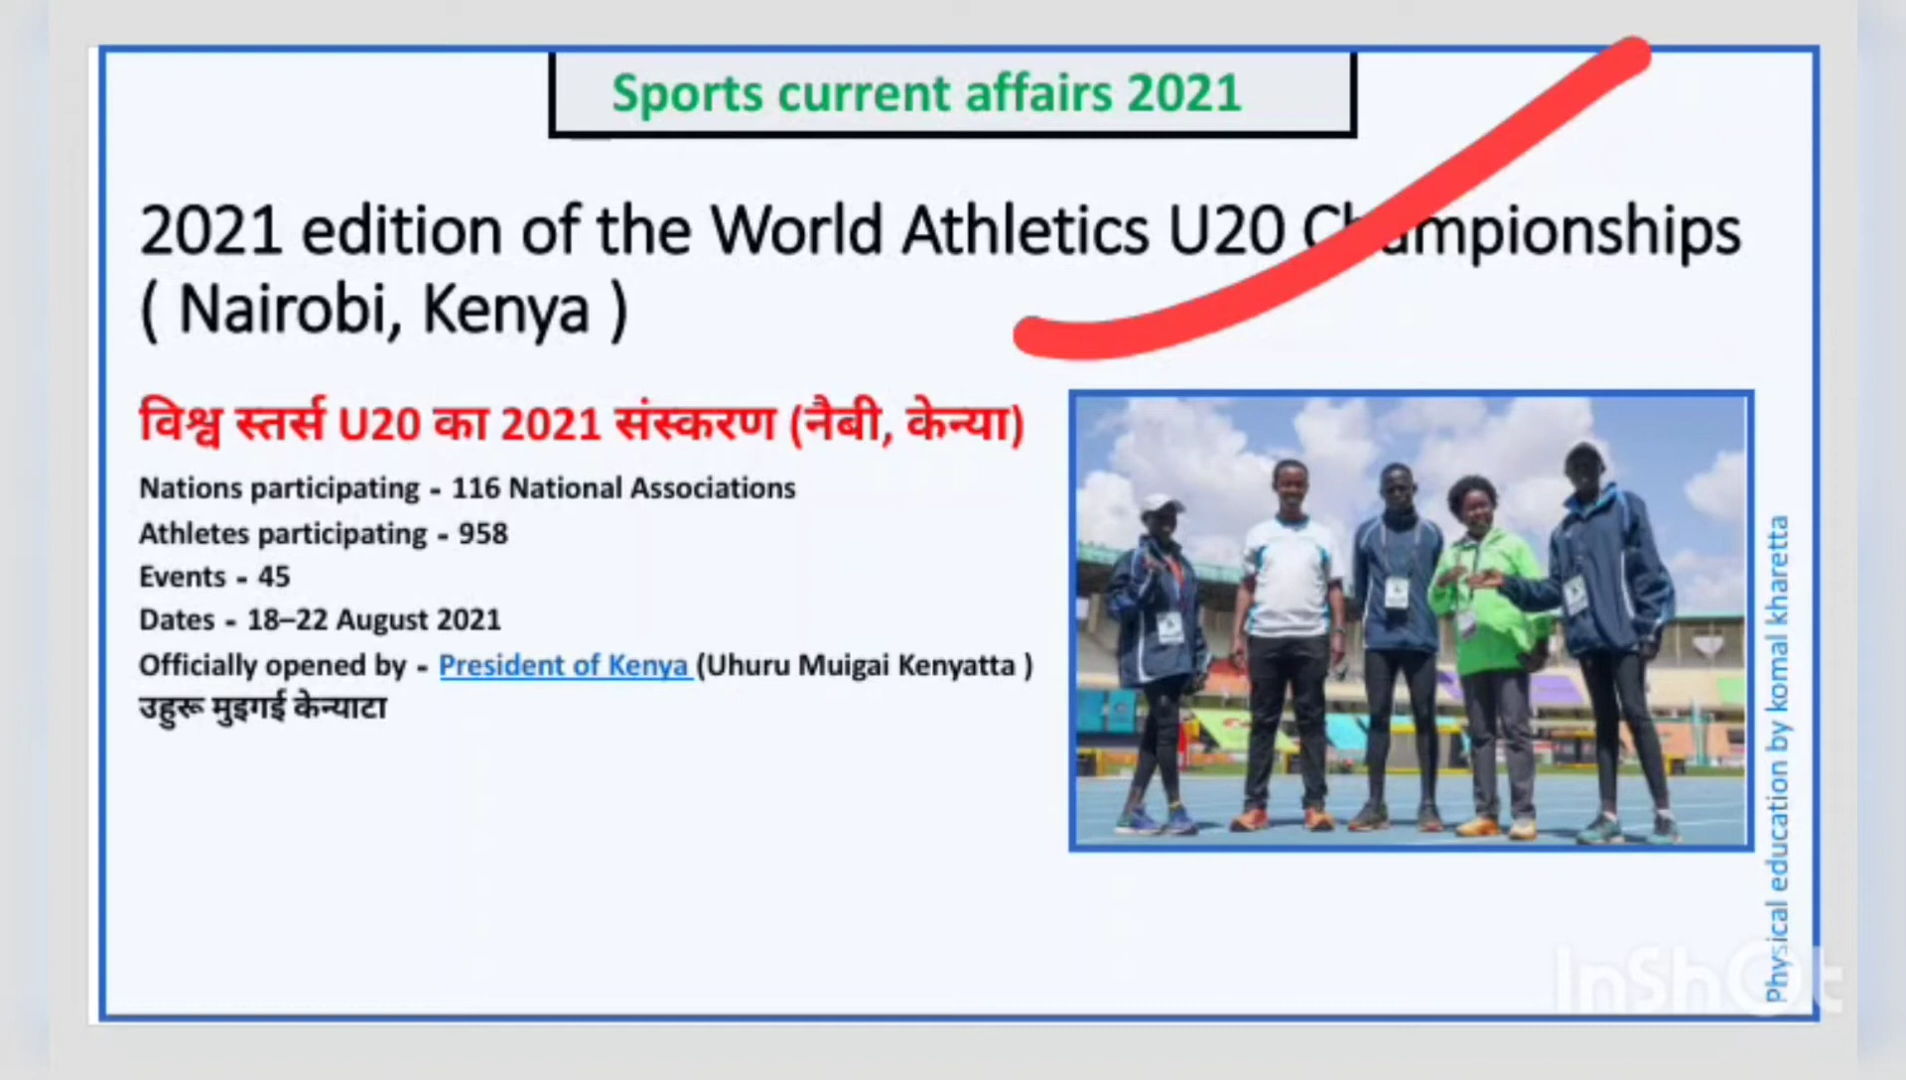 Sports current affairs 2021
2021 edition of the World Athletics U20 Championships
( Nairobi, Kenya )
विश्व स्तर्स U20 का 2021 संस्करण (नैबी, केन्या)
Nations participating - 116 National Associations
Athletes participating - 958
Events - 45
Dates - 18–22 August 2021
Officially opened by - President of Kenya (Uhuru Muigai Kenyatta )
उहुरू मुइगई केन्याटा
Physical education by komal kharetta
InShOt